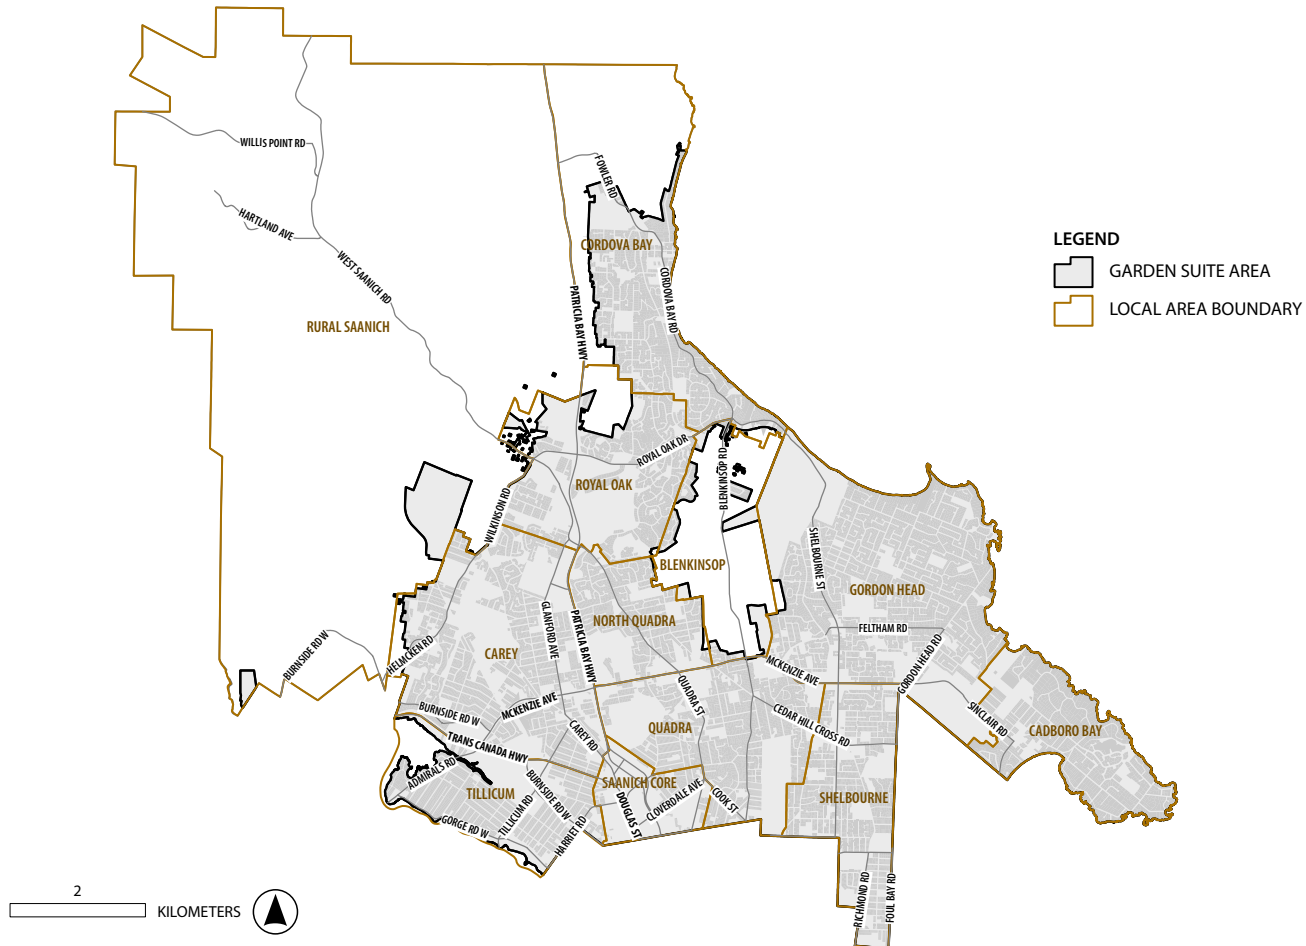 WILLIS POINT RD
FOWLER RD
HARTLAND AVE
CORDOVA BAY
LEGEND
GARDEN SUITE AREA
LOCAL AREA BOUNDARY
WEST SAANICH RD
CORDOVA BAY RD
PATRICIA BAY HWY
RURAL SAANICH
ROYAL OAK DR
BLENKINSOP RD
ROYAL OAK
WILKINSON RD
SHELBOURNE ST
BLENKINSOP
GORDON HEAD
GLANFORD AVE
PATRICIA BAY HWY
NORTH QUADRA
FELTHAM RD
BURNSIDE RD W
HELMCKEN RD
CAREY
MCKENZIE AVE
GORDON HEAD RD
QUADRA ST
MCKENZIE AVE
BURNSIDE RD W
SINCLAIR RD
CADBORO BAY
CEDAR HILL CROSS RD
QUADRA
CAREY RD
TRANS CANADA HWY
ADMIRALS RD
SAANICH CORE
TILLICUM
BURNSIDE RD W
TILLICUM RD
DOUGLAS ST
CLOVERDALE AVE
COOK ST
SHELBOURNE
GORGE RD W
HARRIET RD
RICHMOND RD
FOUL BAY RD
2
KILOMETERS